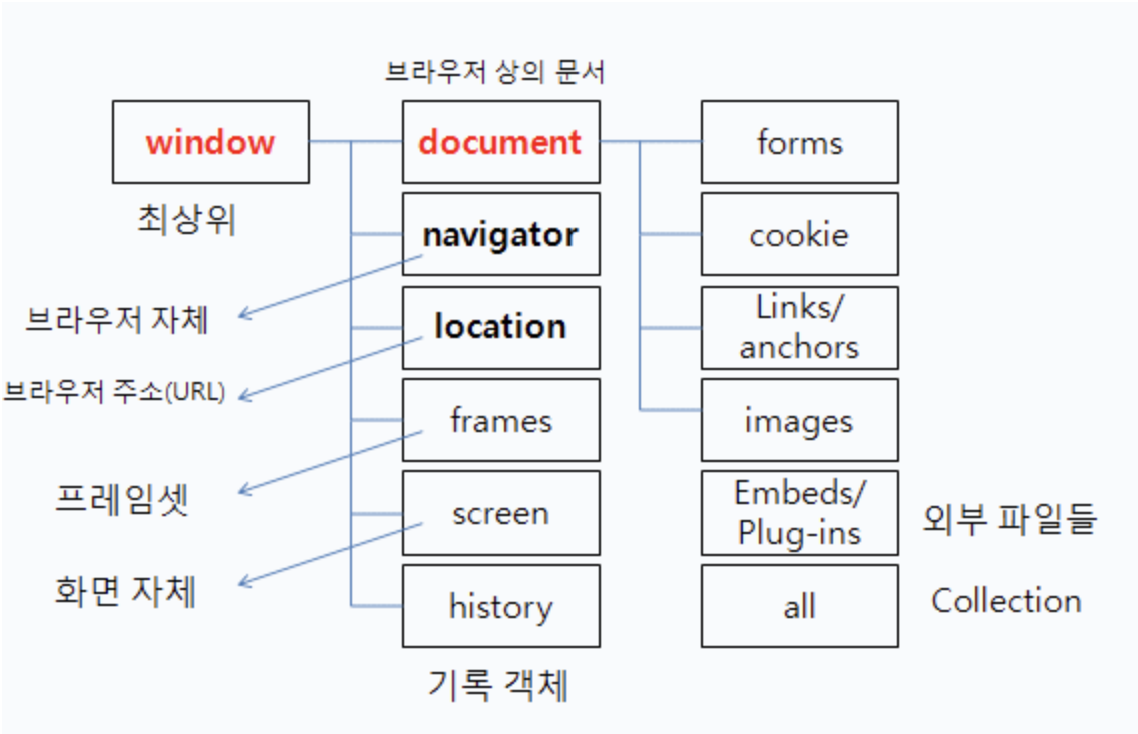 브라우저 상의 문서
window
document
forms
최상위
navigator
cookie
브라우저 자체
location
Links/
anchors
브라우저 주소(URL)
frames
images
프레임셋
screen
Embeds/
Plug-ins
외부 파일들
화면 자체
history
all
Collection
기록 객체